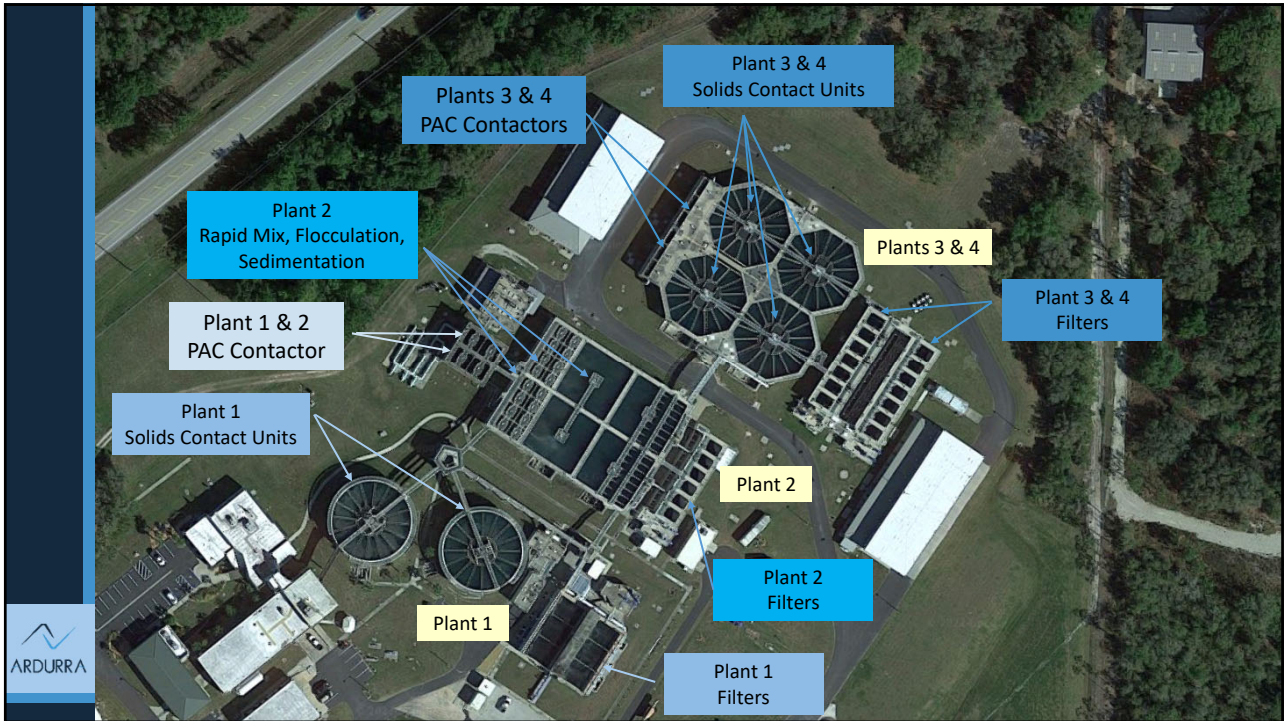 Plant 3 & 4
Solids Contact Units
Plants 3 & 4
PAC Contactors
Plant 2
Rapid Mix, Flocculation,
Sedimentation
Plants 3 & 4
Plant 3 & 4
Filters
Plant 1 & 2
PAC Contactor
Plant 1
Solids Contact Units
Plant 2
Plant 2
Filters
Plant 1
Plant 1
Filters
ARDURRA